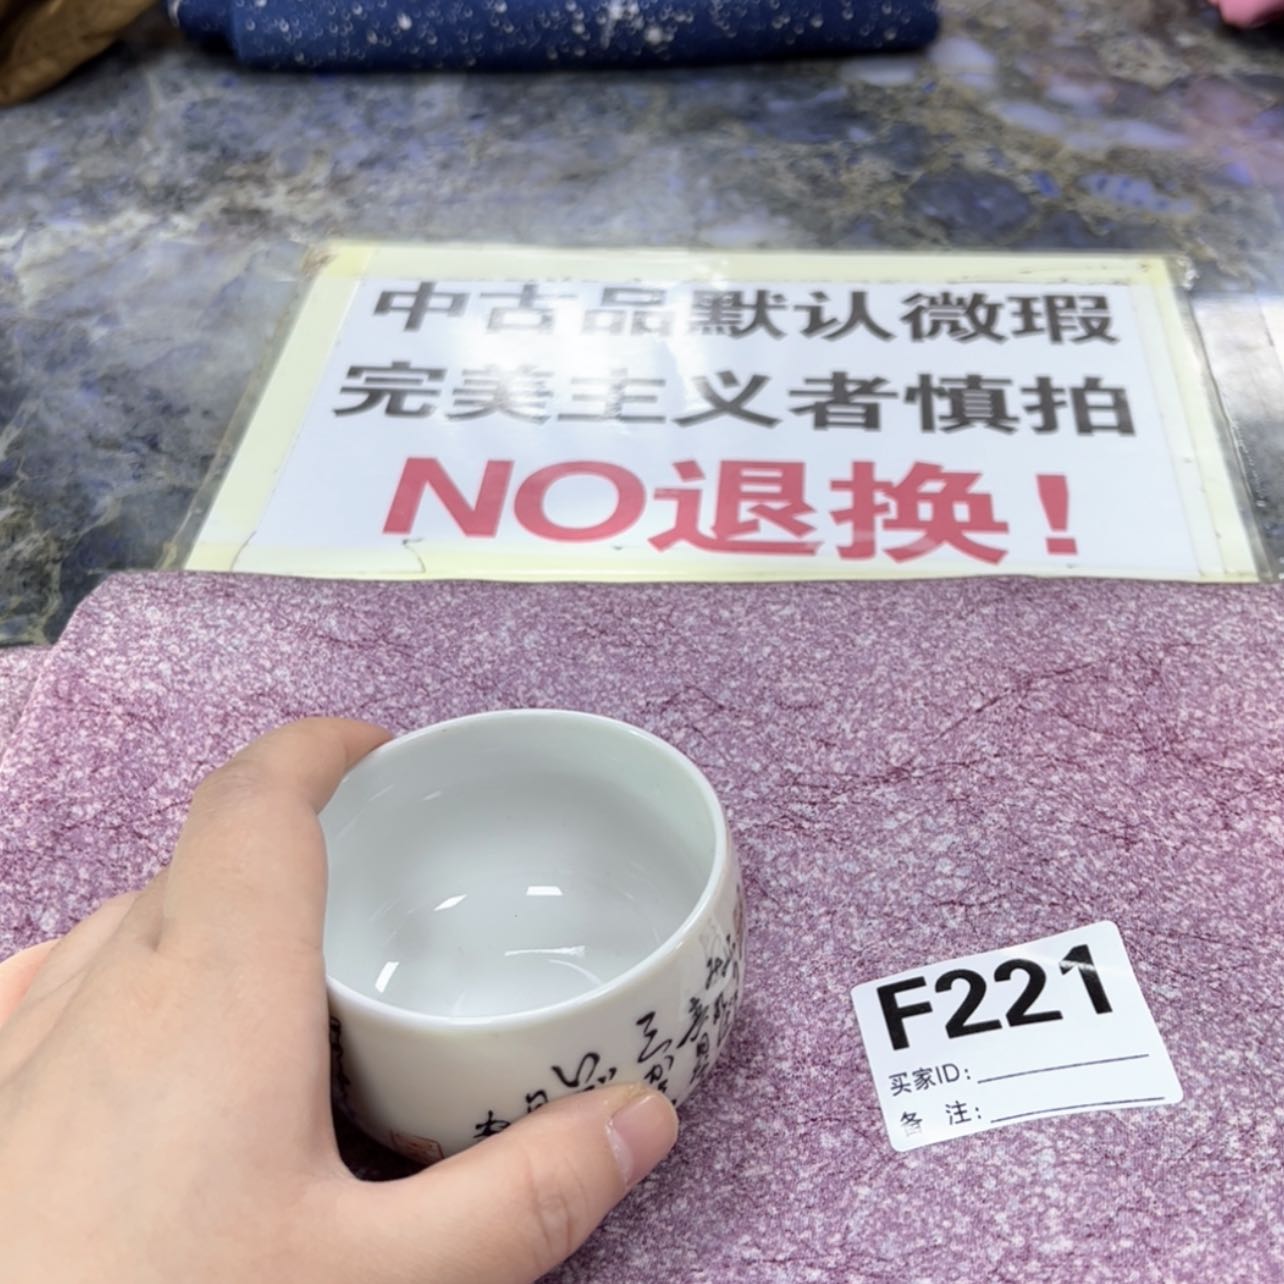 中古品默认微瑕
完美主义者慎拍
NO退换！
F221
买家ID：
备 注：